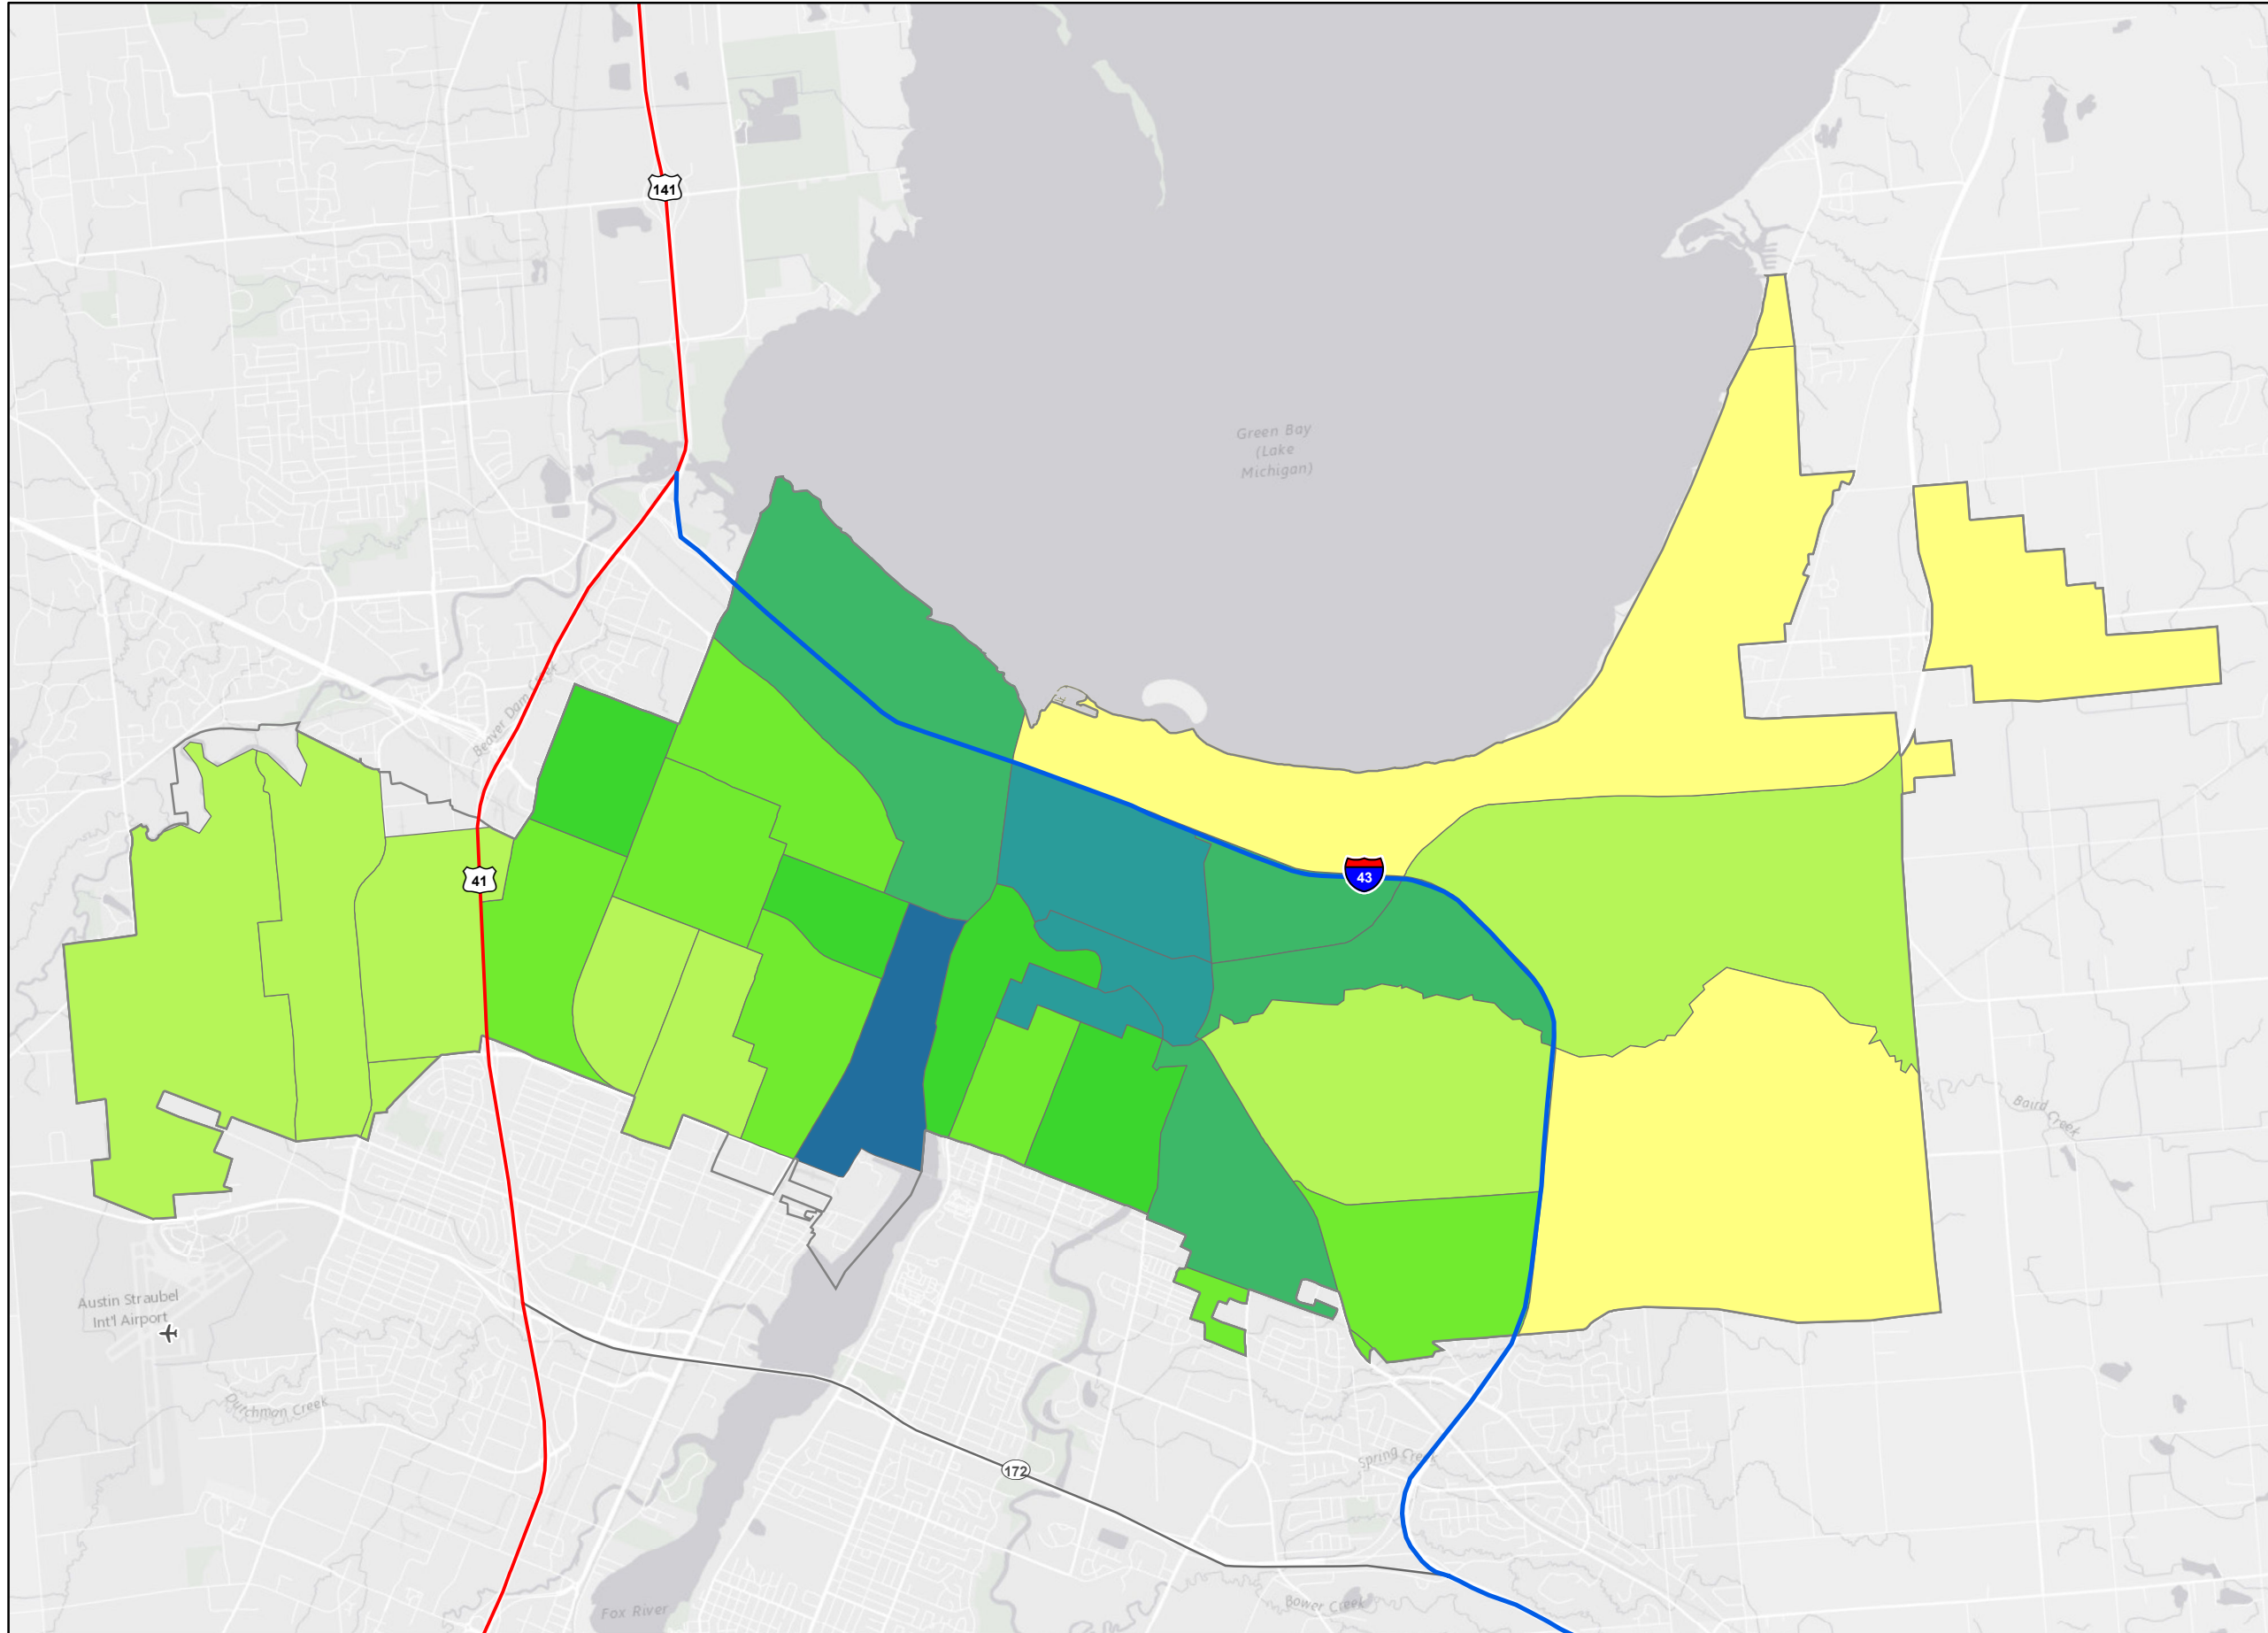 141
Green Bay
(Lake
Michigan)
Beaver Dam Creek
43
41
Baird Creek
Austin Straubel
Int'l Airport
Dutchman Creek
172
Spring Creek
Fox River
Bower Creek